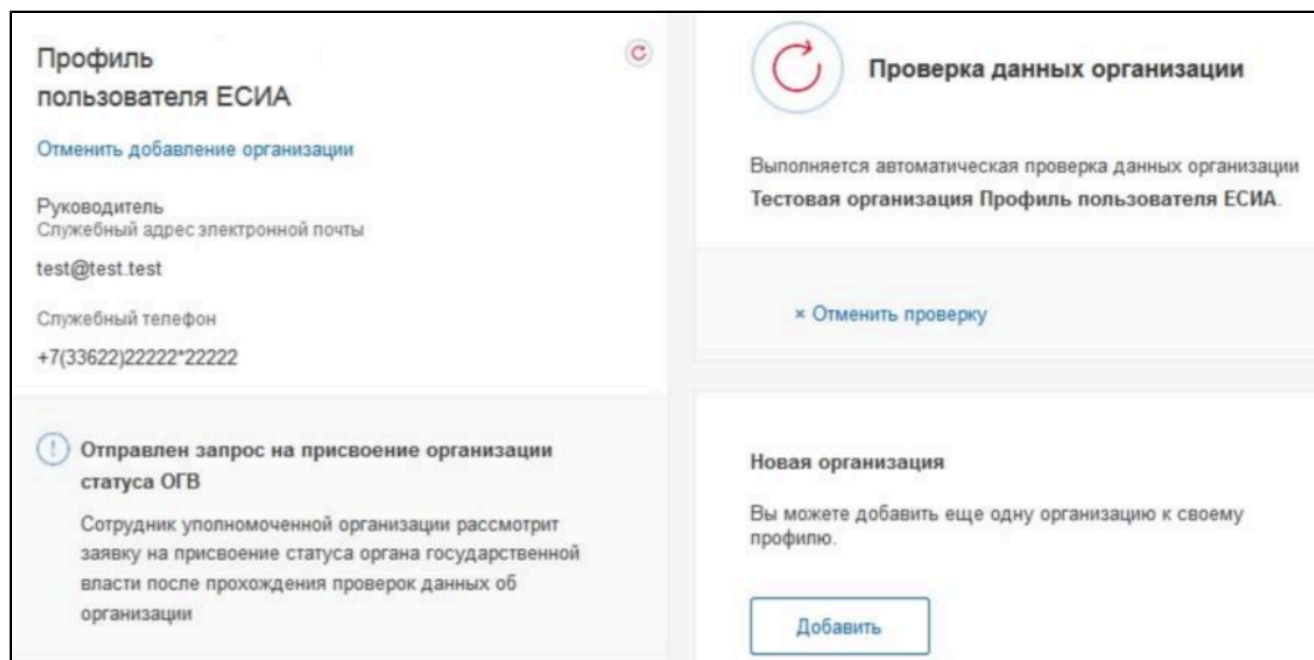 Профиль
пользователя ЕСИА
Отменить добавление организации
Руководитель
Служебный адрес электронной почты
test@test.test
Служебный телефон
+7(33622)22222*22222
Отправлен запрос на присвоение организации
статуса ОГВ
Сотрудник уполномоченной организации рассмотрит
заявку на присвоение статуса органа государственной
власти после прохождения проверок данных об
организации
Проверка данных организации
Выполняется автоматическая проверка данных организации
Тестовая организация Профиль пользователя ЕСИА.
× Отменить проверку
Новая организация
Вы можете добавить еще одну организацию к своему
профилю.
Добавить